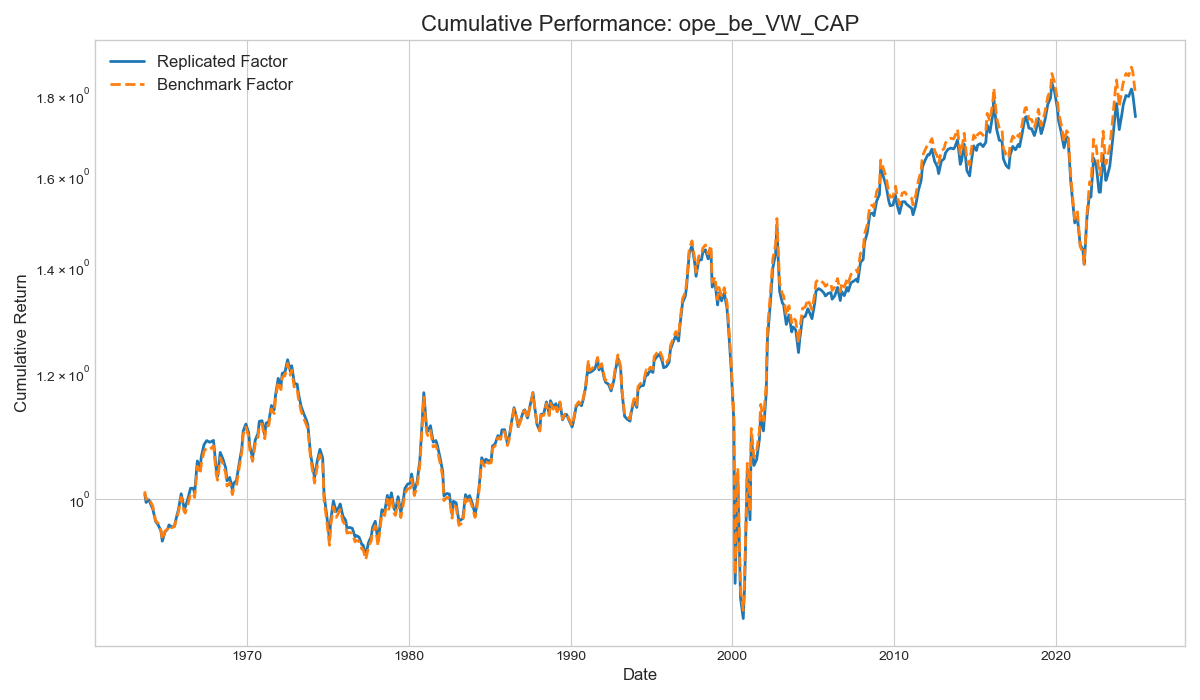 Cumulative Performance: ope_be_VW_CAP
Replicated Factor
Benchmark Factor
Cumulative Return
1.8 × 10⁰
1.6 × 10⁰
1.4 × 10⁰
1.2 × 10⁰
10⁰
1970 1980 1990 2000 2010 2020
Date